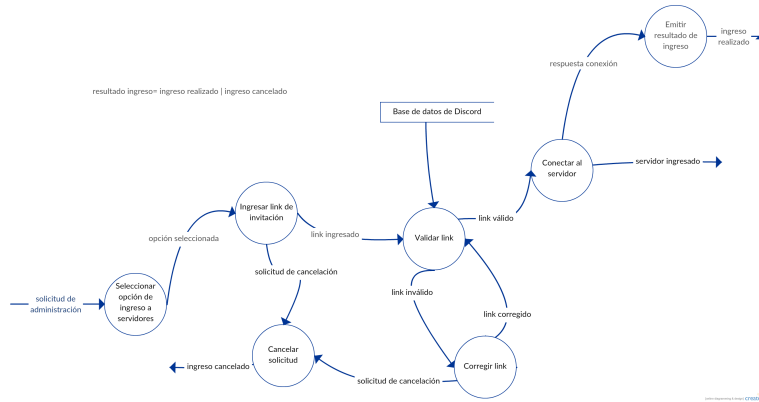 Emitir
resultado de
ingreso
ingreso
realizado
respuesta conexión
resultado ingreso= ingreso realizado | ingreso cancelado
Base de datos de Discord
Conectar al
servidor
servidor ingresado
Ingresar link de
invitación
link válido
opción seleccionada
link ingresado
Validar link
solicitud de cancelación
Seleccionar
opción de
ingreso a
servidores
solicitud de
administración
link inválido
link corregido
Cancelar
solicitud
ingreso cancelado
Corregir link
solicitud de cancelación